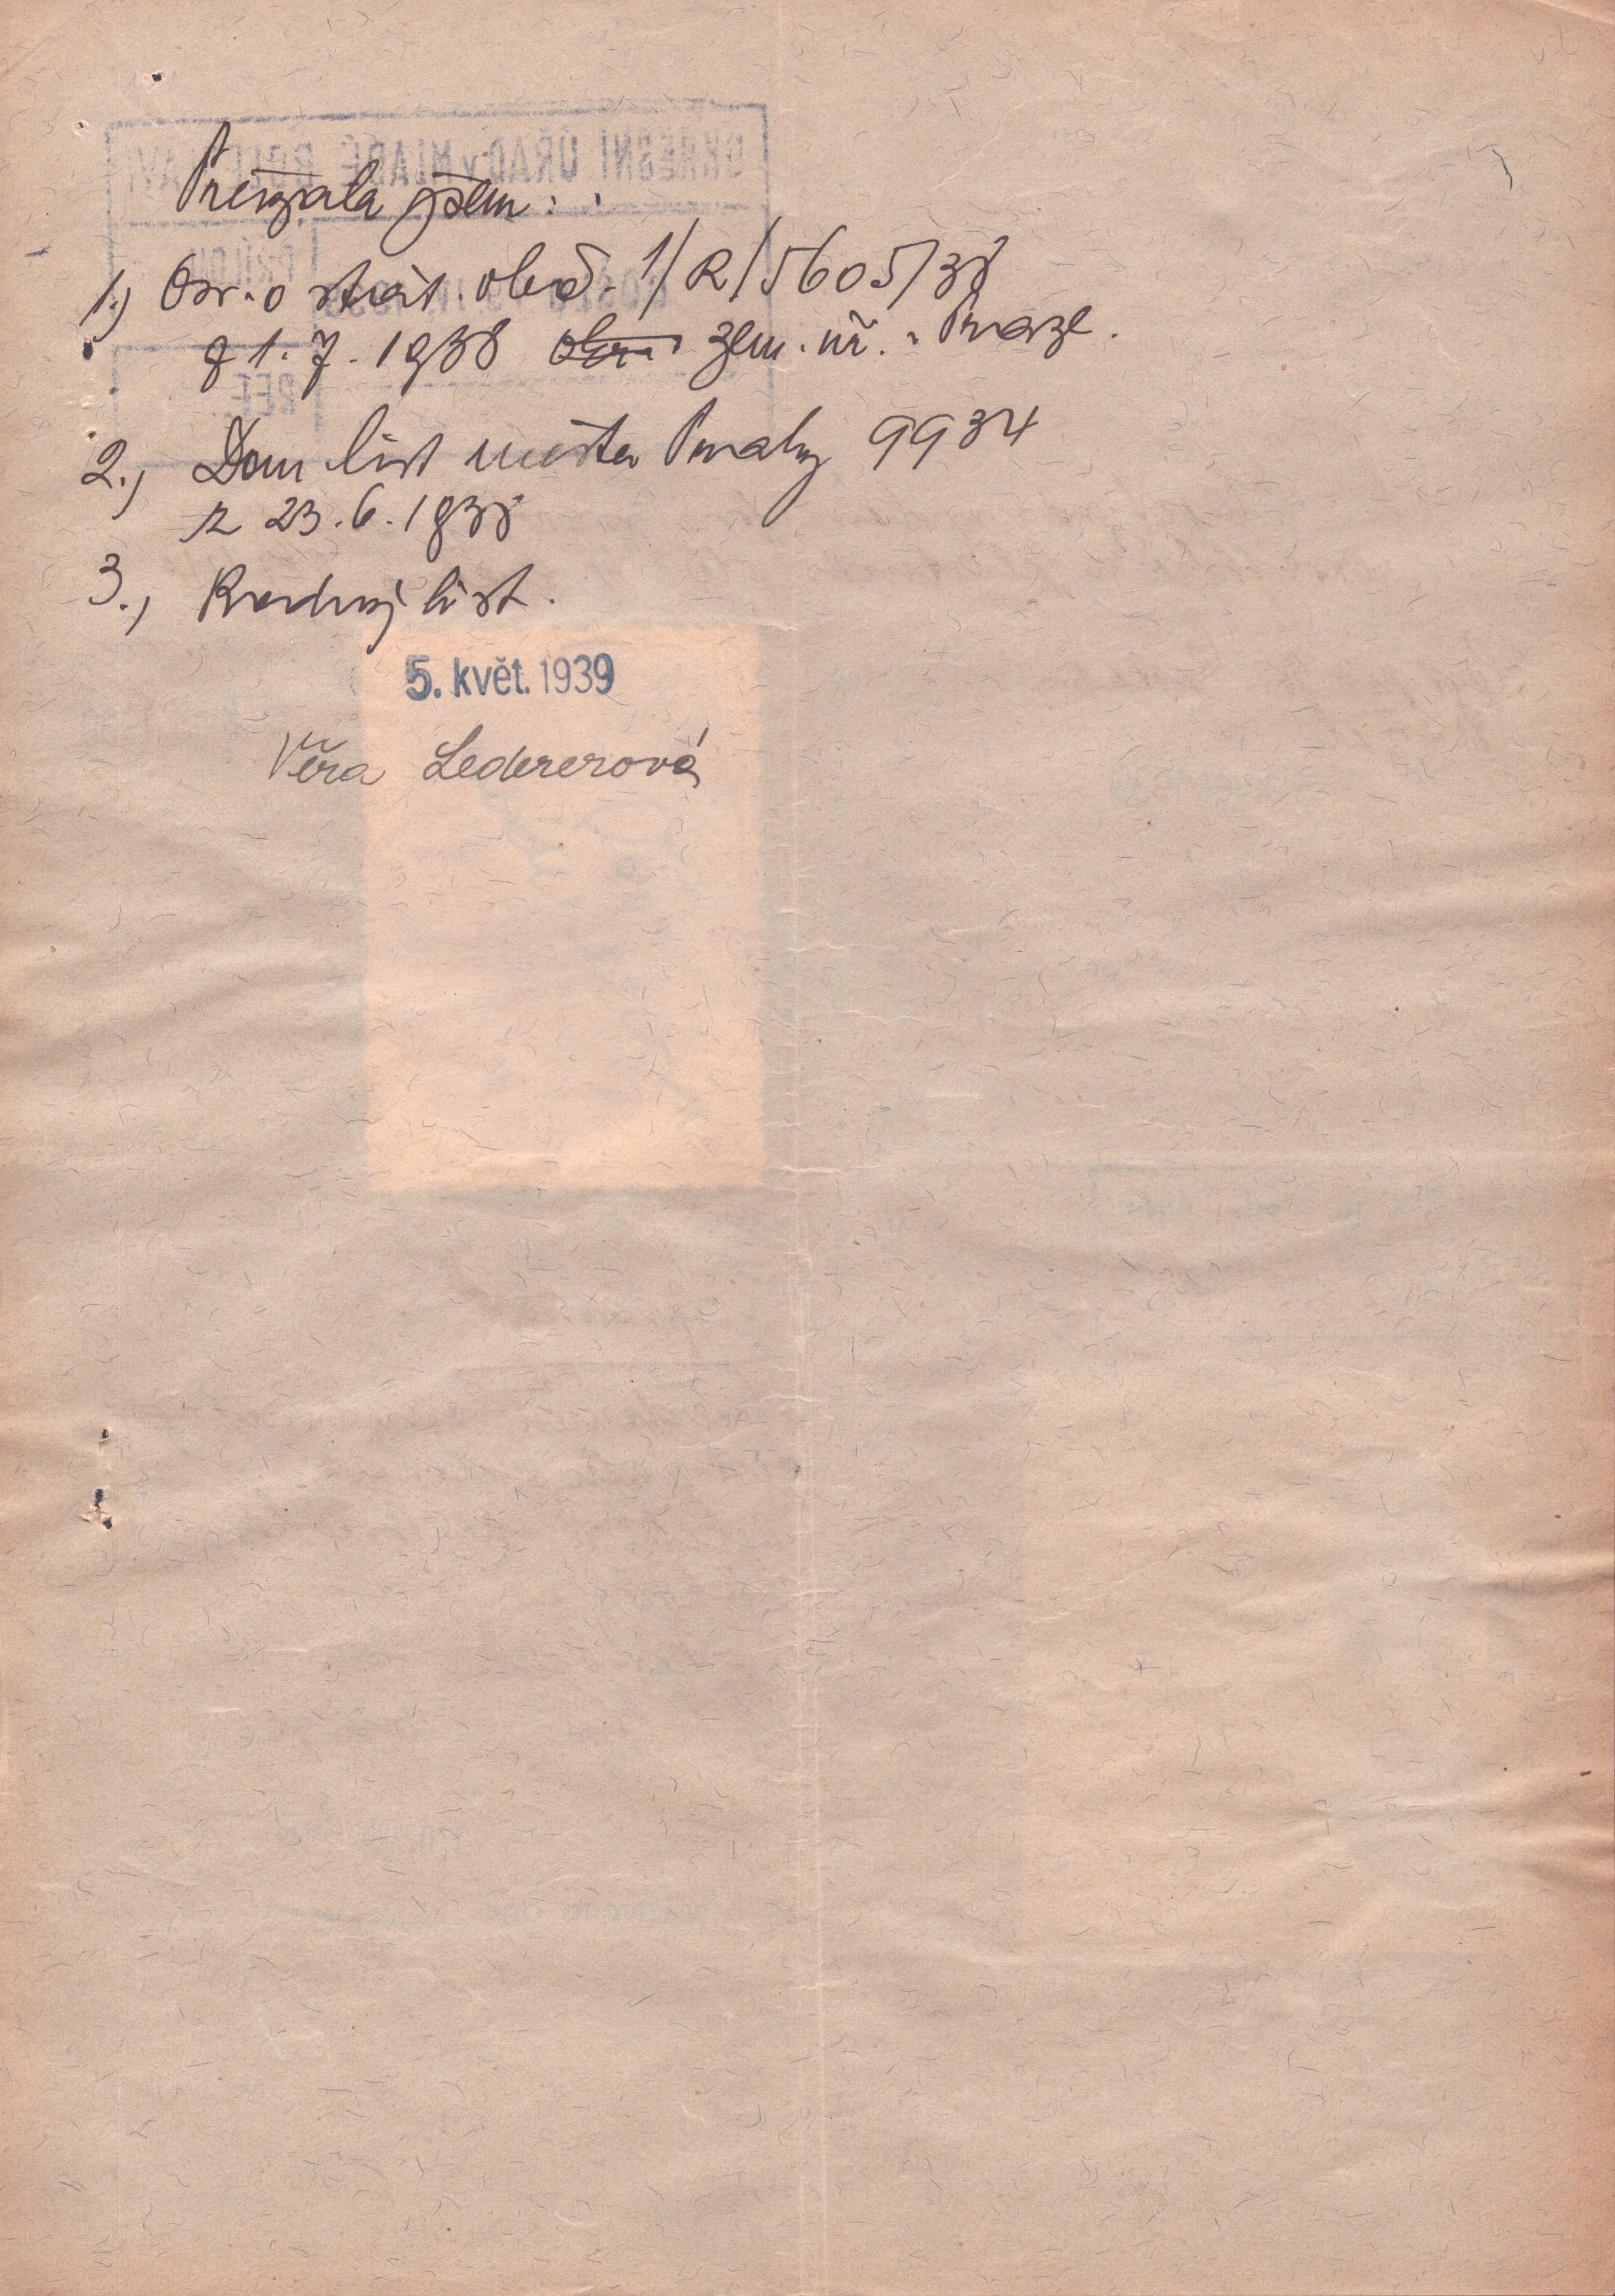 Převzala jsem:
1.) Osv. o stát. obč. 1/R/5605/38
z 1.7.1938 zem. úř. v Praze.
2.) Dom list města Prahy 9934
z 23.6.1938
3.) Rodný list.
5. květ. 1939
Věra Ledererová